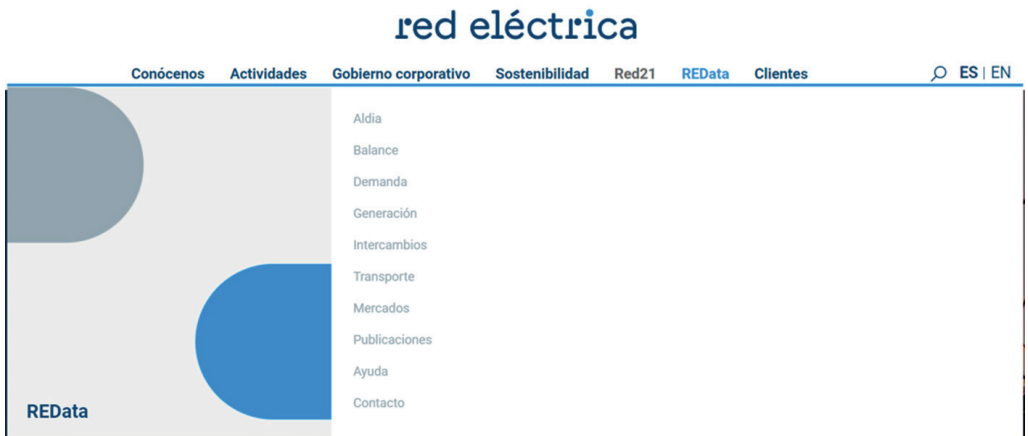 red eléctrica
Conócenos Actividades Gobierno corporativo Sostenibilidad Red21 REData Clientes ES | EN
Aldia
Balance
Demanda
Generación
Intercambios
Transporte
Mercados
Publicaciones
Ayuda
Contacto
REData